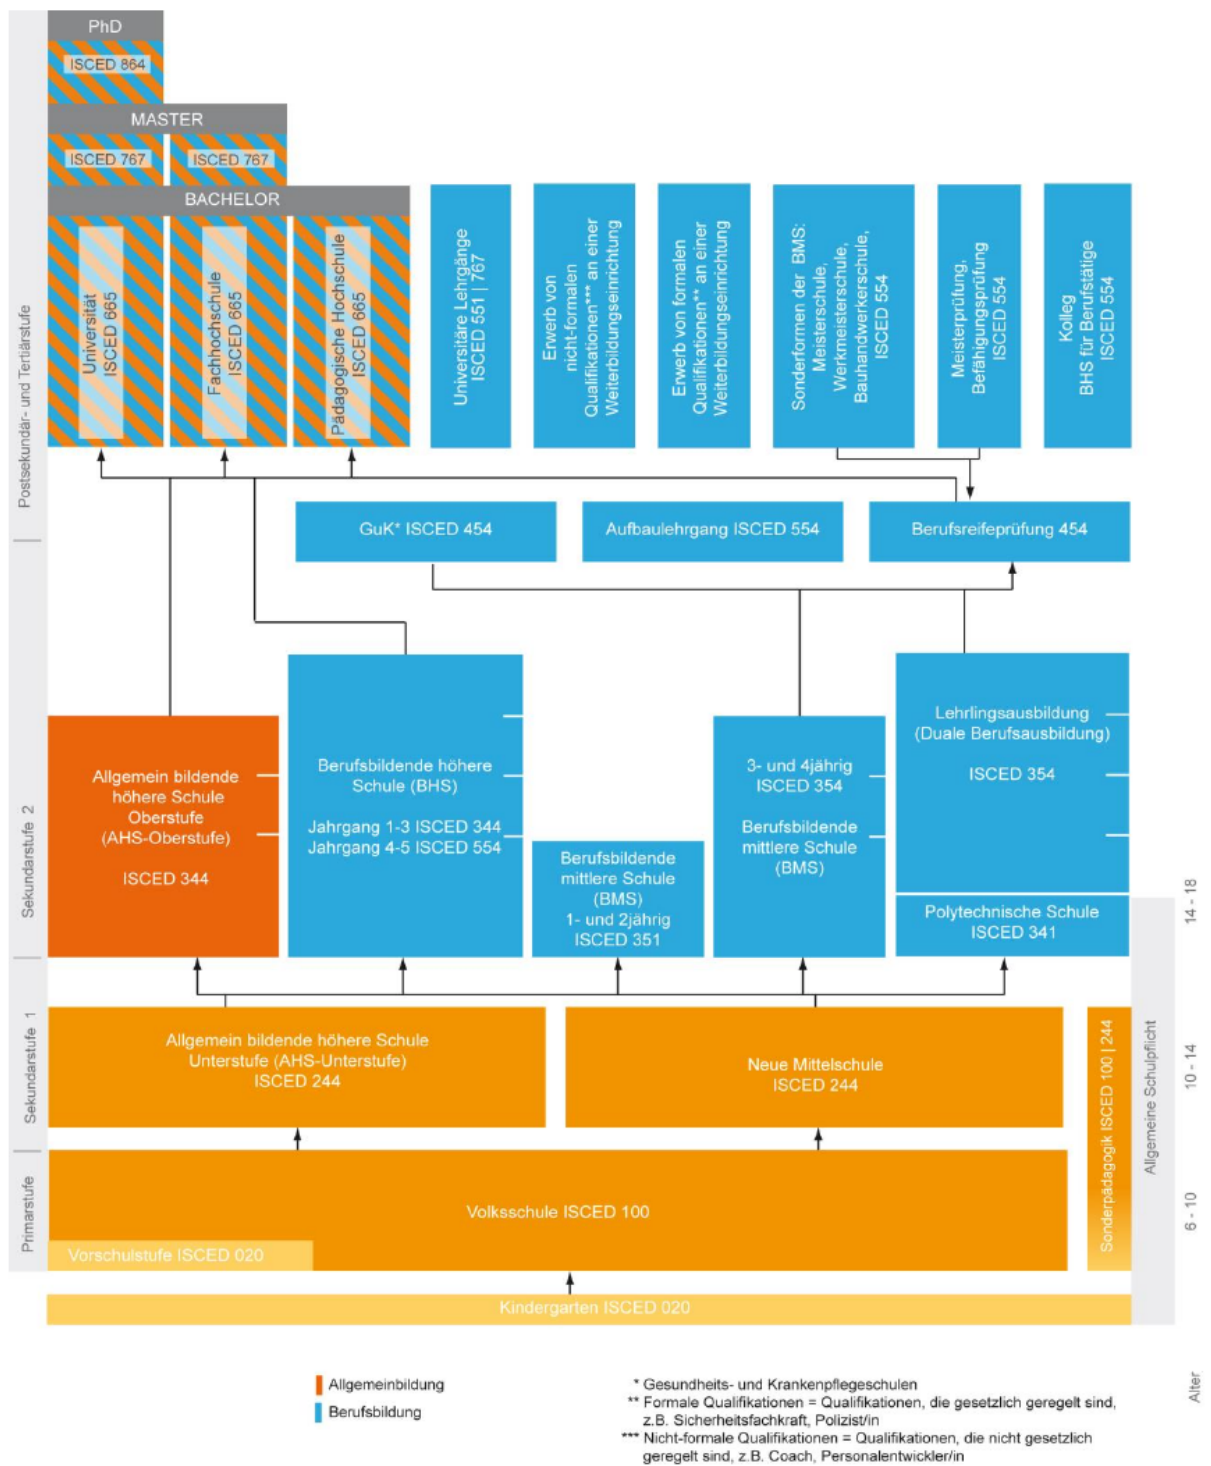 PhD
ISCED 864
MASTER
ISCED 767
ISCED 767
BACHELOR
Universität
ISCED 665
Fachhochschule
ISCED 665
Pädagogische Hochschule
ISCED 665
Universitäre Lehrgänge
ISCED 551 | 767
Erwerb von
nicht-formalen
Qualifikationen*** an einer
Weiterbildungseinrichtung
Erwerb von formalen
Qualifikationen** an einer
Weiterbildungseinrichtung
Sonderformen der BMS:
Meisterschule,
Werkmeisterschule,
Bauhandwerkerschule,
ISCED 554
Meisterprüfung,
Befähigungsprüfung
ISCED 554
Kolleg
BHS für Berufstätige
ISCED 554
Postsekundär- und Tertiärstufe
GuK* ISCED 454
Aufbaulehrgang ISCED 554
Berufsreifeprüfung 454
Sekundarstufe 2
Allgemein bildende
höhere Schule
Oberstufe
(AHS-Oberstufe)
ISCED 344
Berufsbildende höhere
Schule (BHS)
Jahrgang 1-3 ISCED 344
Jahrgang 4-5 ISCED 554
Berufsbildende
mittlere Schule
(BMS)
1- und 2jährig
ISCED 351
3- und 4jährig
ISCED 354
Berufsbildende
mittlere Schule
(BMS)
Lehrlingsausbildung
(Duale Berufsausbildung)
ISCED 354
Polytechnische Schule
ISCED 341
14 - 18
Sekundarstufe 1
Allgemein bildende höhere Schule
Unterstufe (AHS-Unterstufe)
ISCED 244
Neue Mittelschule
ISCED 244
Sonderpädagogik ISCED 100 | 244
Allgemeine Schulpflicht
10 - 14
Primarstufe
Volksschule ISCED 100
Vorschulstufe ISCED 020
6 - 10
Kindergarten ISCED 020
Alter
Allgemeinbildung
Berufsbildung
* Gesundheits- und Krankenpflegeschulen
** Formale Qualifikationen = Qualifikationen, die gesetzlich geregelt sind,
z.B. Sicherheitsfachkraft, Polizist/in
*** Nicht-formale Qualifikationen = Qualifikationen, die nicht gesetzlich
geregelt sind, z.B. Coach, Personalentwickler/in